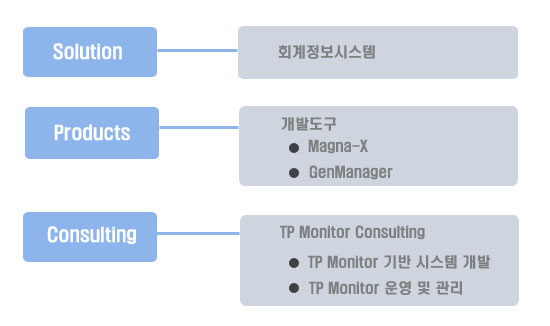 Solution
회계정보시스템
Products
개발도구
Magna-X
GenManager
Consulting
TP Monitor Consulting
TP Monitor 기반 시스템 개발
TP Monitor 운영 및 관리